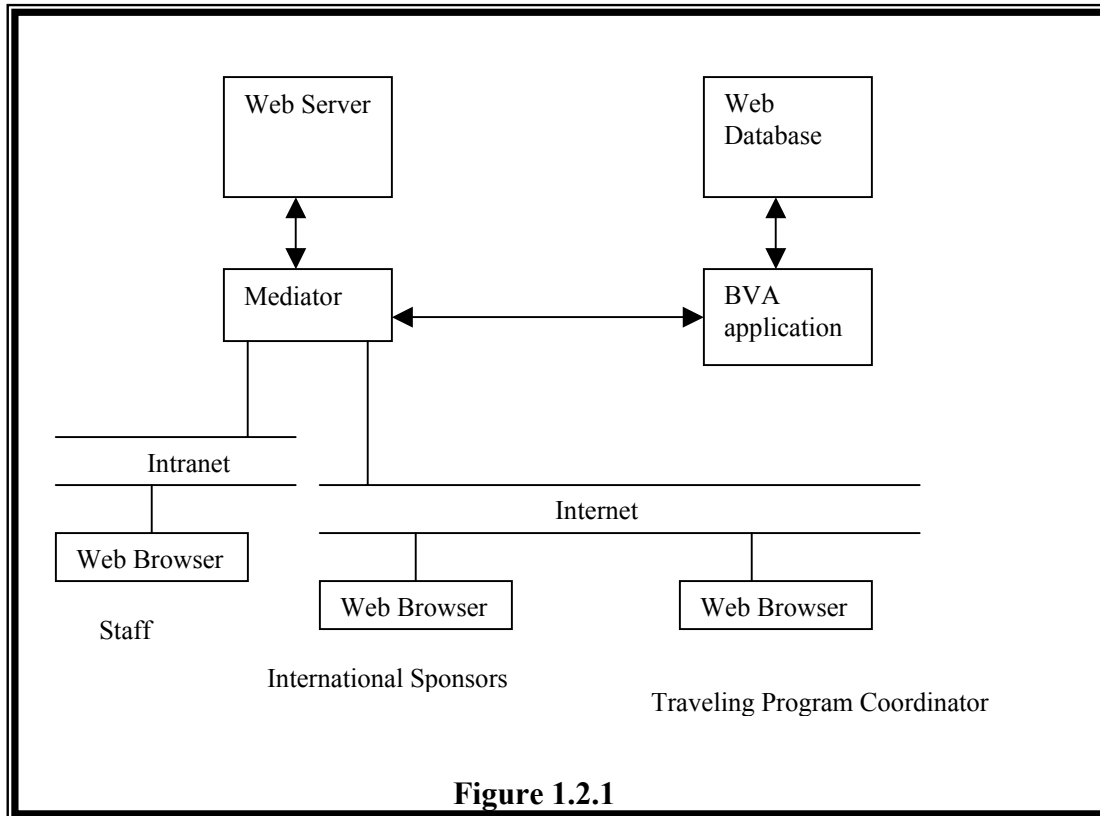 Web Server
Web
Database
Mediator
BVA
application
Intranet
Internet
Web Browser
Web Browser
Web Browser
Staff
International Sponsors
Traveling Program Coordinator
Figure 1.2.1